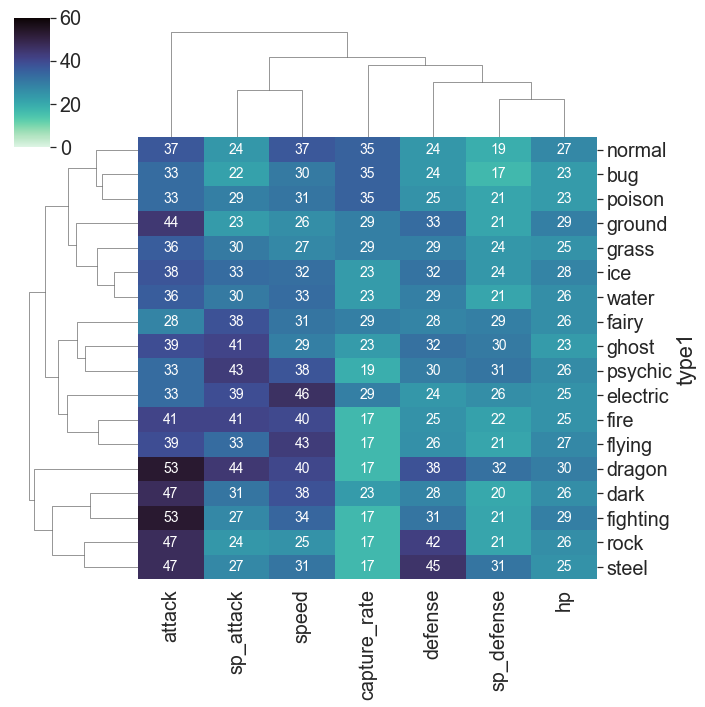 60
40
20
0
37 24 37 35 24 19 27 normal
33 22 30 35 24 17 23 bug
33 29 31 35 25 21 23 poison
44 23 26 29 33 21 29 ground
36 30 27 29 29 24 25 grass
38 33 32 23 32 24 28 ice
36 30 33 23 29 21 26 water
28 38 31 29 28 29 26 fairy
39 41 29 23 32 30 23 ghost
33 43 38 19 30 31 26 psychic
33 39 46 29 24 26 25 electric
41 41 40 17 25 22 25 fire
39 33 43 17 26 21 27 flying
53 44 40 17 38 32 30 dragon
47 31 38 23 28 20 26 dark
53 27 34 17 31 21 29 fighting
47 24 25 17 42 21 26 rock
47 27 31 17 45 31 25 steel
type1
attack
sp_attack
speed
capture_rate
defense
sp_defense
hp